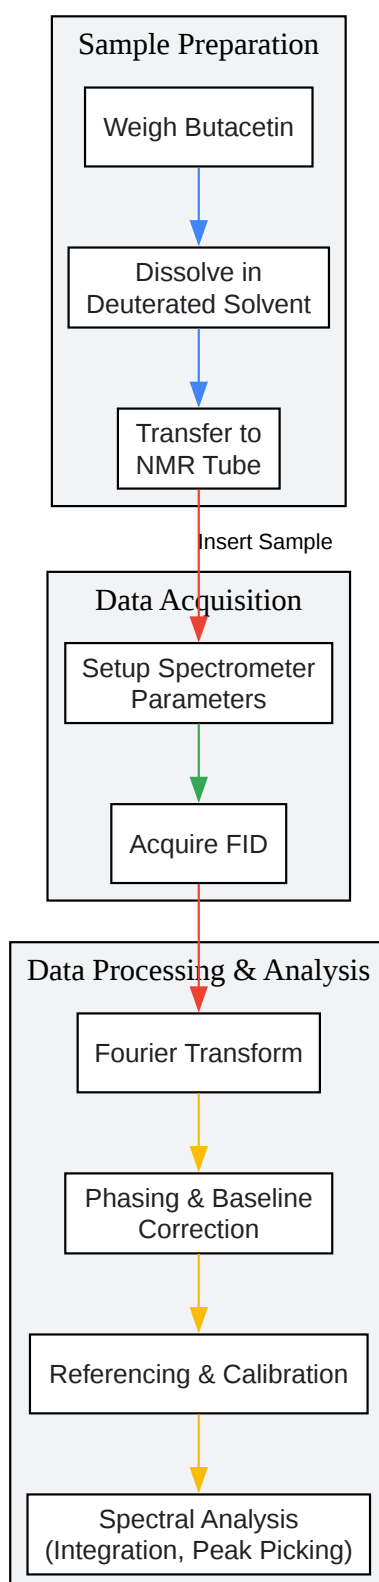 Sample Preparation
Weigh Butacetin
Dissolve in
Deuterated Solvent
Transfer to
NMR Tube
Insert Sample
Data Acquisition
Setup Spectrometer
Parameters
Acquire FID
Data Processing & Analysis
Fourier Transform
Phasing & Baseline
Correction
Referencing & Calibration
Spectral Analysis
(Integration, Peak Picking)